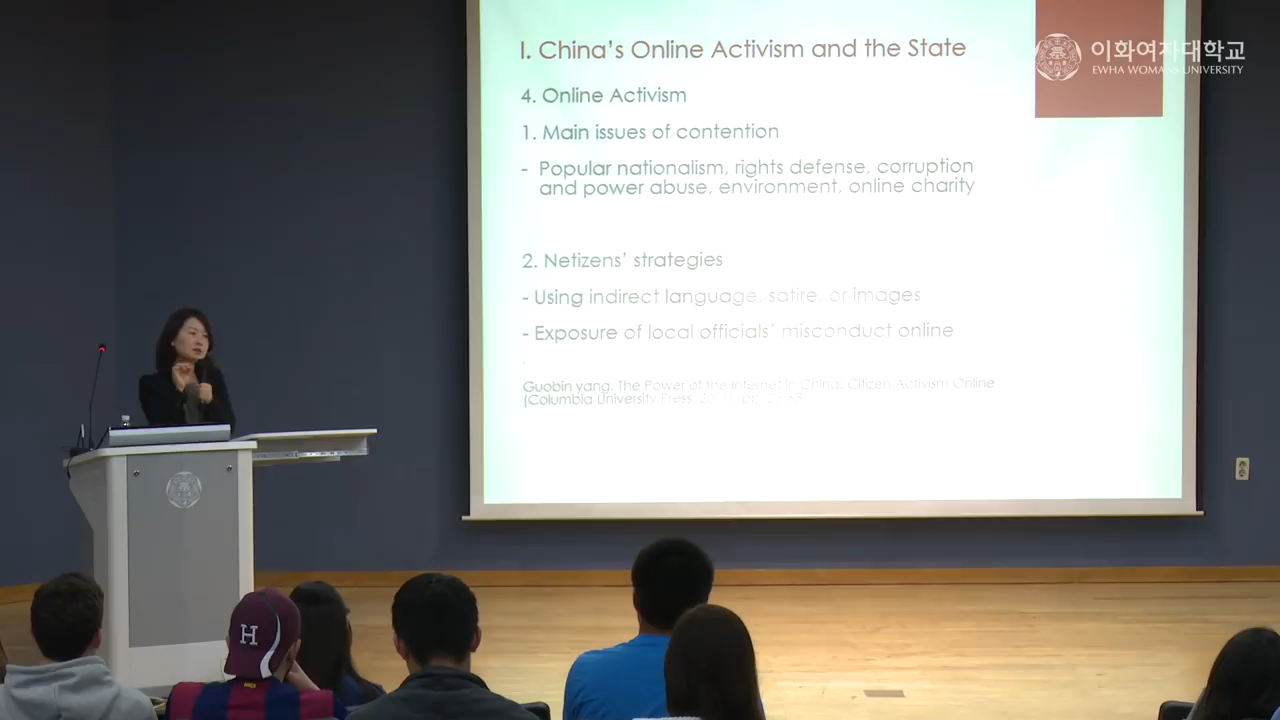 I. China's Online Activism and the State
이화여자대학교
EWHA WOMANS UNIVERSITY
4. Online Activism
1. Main issues of contention
- Popular nationalism, rights defense, corruption
and power abuse, environment, online charity
2. Netizens' strategies
- Using indirect language, satire, or images
- Exposure of local officials' misconduct online
Guobin yang, The Power of the Internet in China: Citizen Activism Online
(Columbia University Press, pp.
H